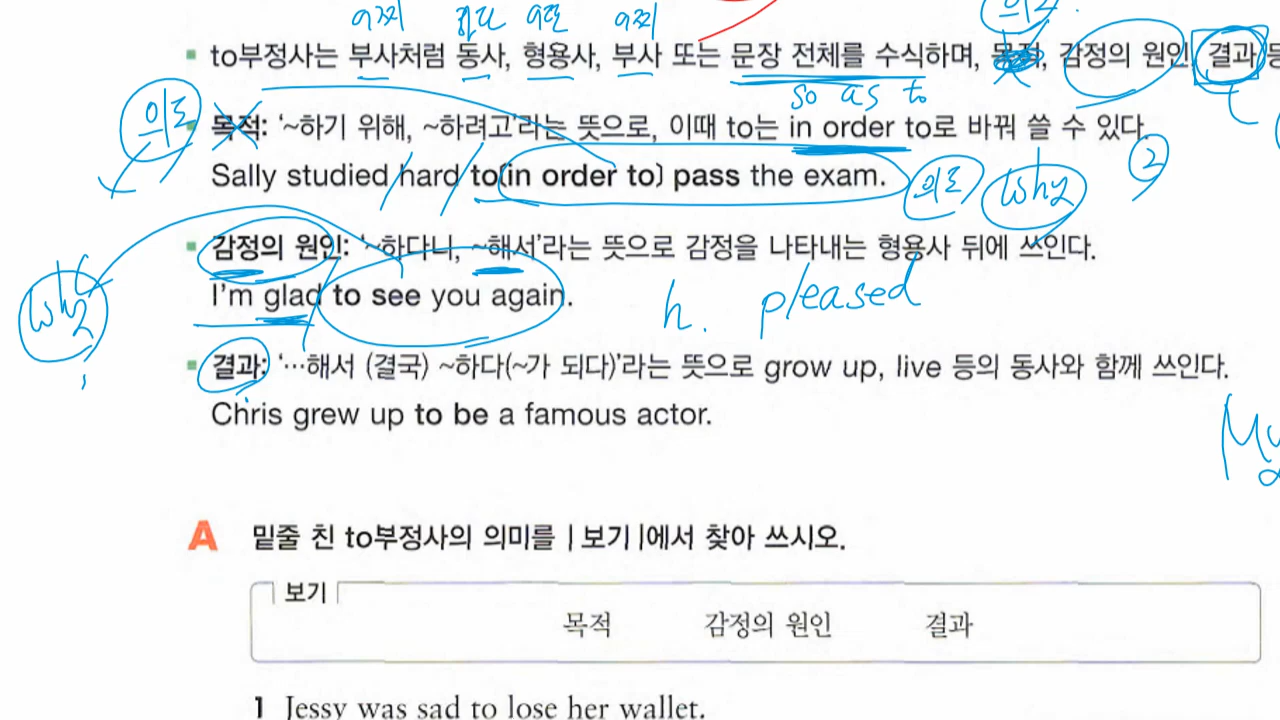 어찌 어찌
to부정사는 부사처럼 동사, 형용사, 부사 또는 문장 전체를 수식하며, 목적, 감정의 원인, 결과 등
so as to
의도
목적: ‘~하기 위해, ~하려고’라는 뜻으로, 이때 to는 in order to로 바꿔 쓸 수 있다.
Sally studied hard to(in order to) pass the exam. 의도 why ②
감정의 원인: ‘~하다니, ~해서’라는 뜻으로 감정을 나타내는 형용사 뒤에 쓰인다.
why
I'm glad to see you again. h. pleased
결과: ‘…해서 (결국) ~하다(~가 되다)’라는 뜻으로 grow up, live 등의 동사와 함께 쓰인다.
Chris grew up to be a famous actor.
A 밑줄 친 to부정사의 의미를 | 보기 |에서 찾아 쓰시오.
보기
목적 감정의 원인 결과
1 Jessy was sad to lose her wallet.